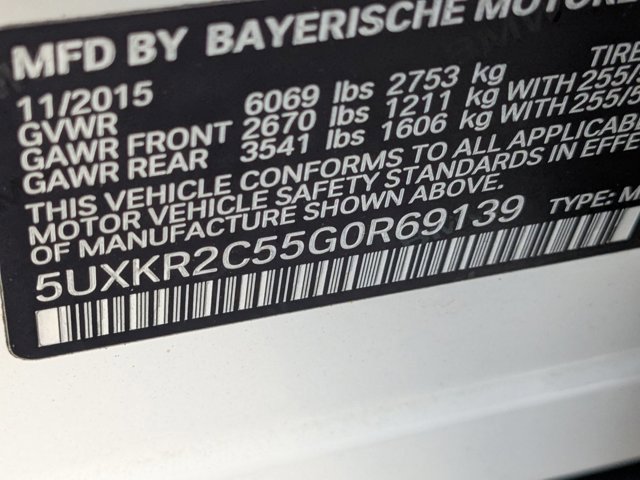 MFD BY BAYERISCHE MOTORE
11/2015
GVWR 6069 lbs 2753 kg TIRE
GAWR FRONT 2670 lbs 1211 kg WITH 255/
GAWR REAR 3541 lbs 1606 kg WITH 255/5
THIS VEHICLE CONFORMS TO ALL APPLICABLE
MOTOR VEHICLE SAFETY STANDARDS IN EFFE
OF MANUFACTURE SHOWN ABOVE. TYPE: M
5UXKR2C55G0R69139